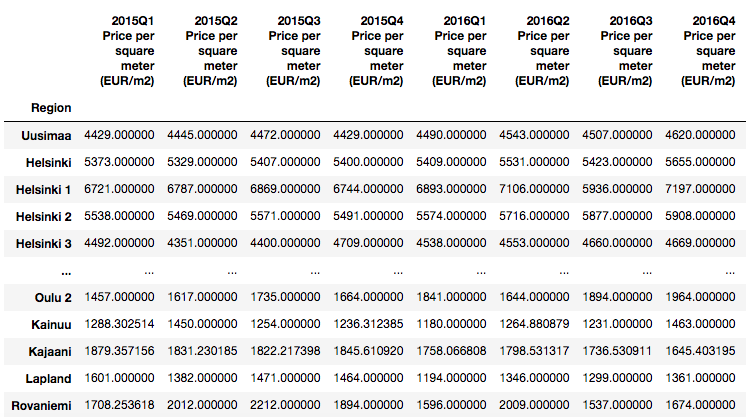 2015Q1 2015Q2 2015Q3 2015Q4 2016Q1 2016Q2 2016Q3 2016Q4
Price per Price per Price per Price per Price per Price per Price per Price per
square square square square square square square square
meter meter meter meter meter meter meter meter
(EUR/m2) (EUR/m2) (EUR/m2) (EUR/m2) (EUR/m2) (EUR/m2) (EUR/m2) (EUR/m2)
Region
Uusimaa 4429.000000 4445.000000 4472.000000 4429.000000 4490.000000 4543.000000 4507.000000 4620.000000
Helsinki 5373.000000 5329.000000 5407.000000 5400.000000 5409.000000 5531.000000 5423.000000 5655.000000
Helsinki 1 6721.000000 6787.000000 6869.000000 6744.000000 6893.000000 7106.000000 5936.000000 7197.000000
Helsinki 2 5538.000000 5469.000000 5571.000000 5491.000000 5574.000000 5716.000000 5877.000000 5908.000000
Helsinki 3 4492.000000 4351.000000 4400.000000 4709.000000 4538.000000 4553.000000 4660.000000 4669.000000
... ... ... ... ... ... ... ... ...
Oulu 2 1457.000000 1617.000000 1735.000000 1664.000000 1841.000000 1644.000000 1894.000000 1964.000000
Kainuu 1288.302514 1450.000000 1254.000000 1236.312385 1180.000000 1264.880879 1231.000000 1463.000000
Kajaani 1879.357156 1831.230185 1822.217398 1845.610920 1758.066808 1798.531317 1736.530911 1645.403195
Lapland 1601.000000 1382.000000 1471.000000 1464.000000 1194.000000 1346.000000 1299.000000 1361.000000
Rovaniemi 1708.253618 2012.000000 2212.000000 1894.000000 1596.000000 2009.000000 1537.000000 1674.000000